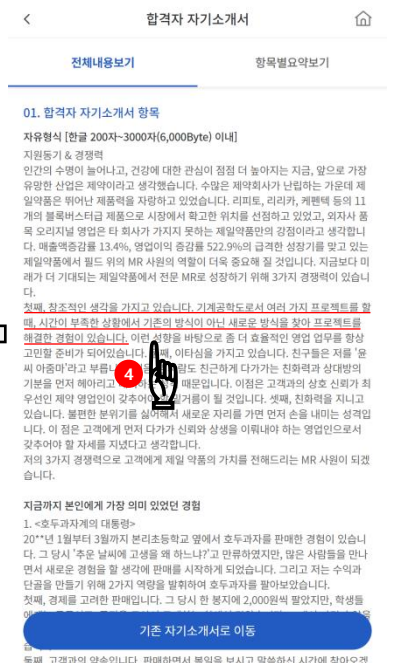 합격자 자기소개서
전체내용보기 항목별요약보기
01. 합격자 자기소개서 항목
자유형식 [한글 200자~3000자(6,000Byte) 이내]
지원동기 & 경쟁력
인간의 수명이 늘어나고, 건강에 대한 관심이 점점 더 높아지는 지금, 앞으로 가장
유망한 산업은 제약이라고 생각했습니다. 수많은 제약회사가 난립하는 가운데 제
일약품은 뛰어난 제품력을 자랑하고 있었습니다. 리피토, 리리카, 케펜텍 등의 11
개의 블록버스터급 제품으로 시장에서 확고한 위치를 선점하고 있었고, 외자사 품
목 오리지널 영업은 타 회사가 가지지 못하는 제일약품만의 강점이라고 생각합니
다. 매출액증감률 13.4%, 영업이익 증감률 522.9%의 급격한 성장기를 맞고 있는
제일약품에서 필드 위의 MR 사원의 역할이 더욱 중요해 질 것입니다. 지금보다 미
래가 더 기대되는 제일약품에서 전문 MR로 성장하기 위해 3가지 경쟁력이 있습니
다.
첫째, 창조적인 생각을 가지고 있습니다. 기계공학도로서 여러 가지 프로젝트를 할
때, 시간이 부족한 상황에서 기존의 방식이 아닌 새로운 방식을 찾아 프로젝트를
해결한 경험이 있습니다. 이런 성향을 바탕으로 좀 더 효율적인 영업 업무를 항상
고민할 준비가 되어있습니다. 이타심을 가지고 있습니다. 친구들은 저를 '윤
씨 아줌마'라고 친근하게 다가가는 친화력과 상대방의
4
기분을 먼저 헤아리고 때문입니다. 이점은 고객과의 상호 신뢰가 최
우선인 제약 영업인이 될 것입니다. 셋째, 친화력을 지니고
있습니다. 불편한 분위기를 싫어해서 새로운 자리를 가면 먼저 손을 내미는 성격입
니다. 이 점은 고객에게 먼저 다가가 신뢰와 상생을 이뤄내야 하는 영업인으로서
갖추어야 할 자세를 지녔다고 생각합니다.
저의 3가지 경쟁력으로 고객에게 제일 약품의 가치를 전해드리는 MR 사원이 되겠
습니다.
지금까지 본인에게 가장 의미 있었던 경험
1. <호두과자계의 대통령>
20**년 1월부터 3월까지 본리초등학교 옆에서 호두과자를 판매한 경험이 있습니
다. 그 당시 '추운 날씨에 고생을 왜 하느냐?'고 만류하였지만, 많은 사람들을 만나
면서 새로운 경험을 할 생각에 판매를 시작하게 되었습니다. 그리고 저는 수익과
단골을 만들기 위해 2가지 역량을 발휘하여 호두과자를 팔아보았습니다.
첫째, 경제를 고려한 판매입니다. 그 당시 한 봉지에 2,000원씩 팔았지만, 학생들
기존 자기소개서로 이동
둘째, 고객과의 약속입니다. 판매하면서 볼일을 보시고 말씀하신 시간에 찾아오겠